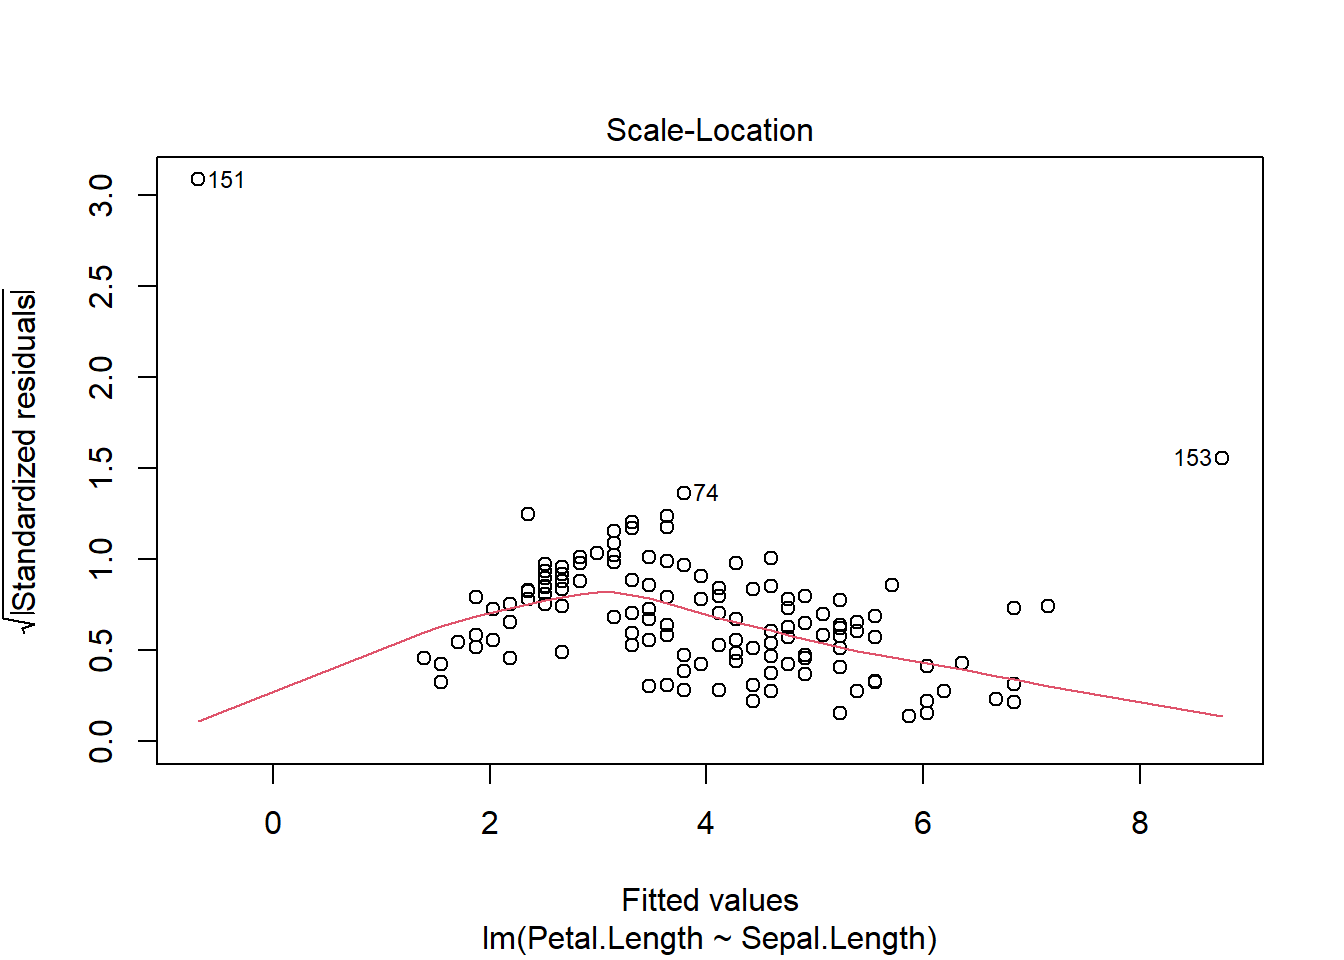 Scale-Location
√|Standardized residuals|
3.0
2.5
2.0
1.5
1.0
0.5
0.0
151
153
74
0 2 4 6 8
Fitted values
lm(Petal.Length ~ Sepal.Length)